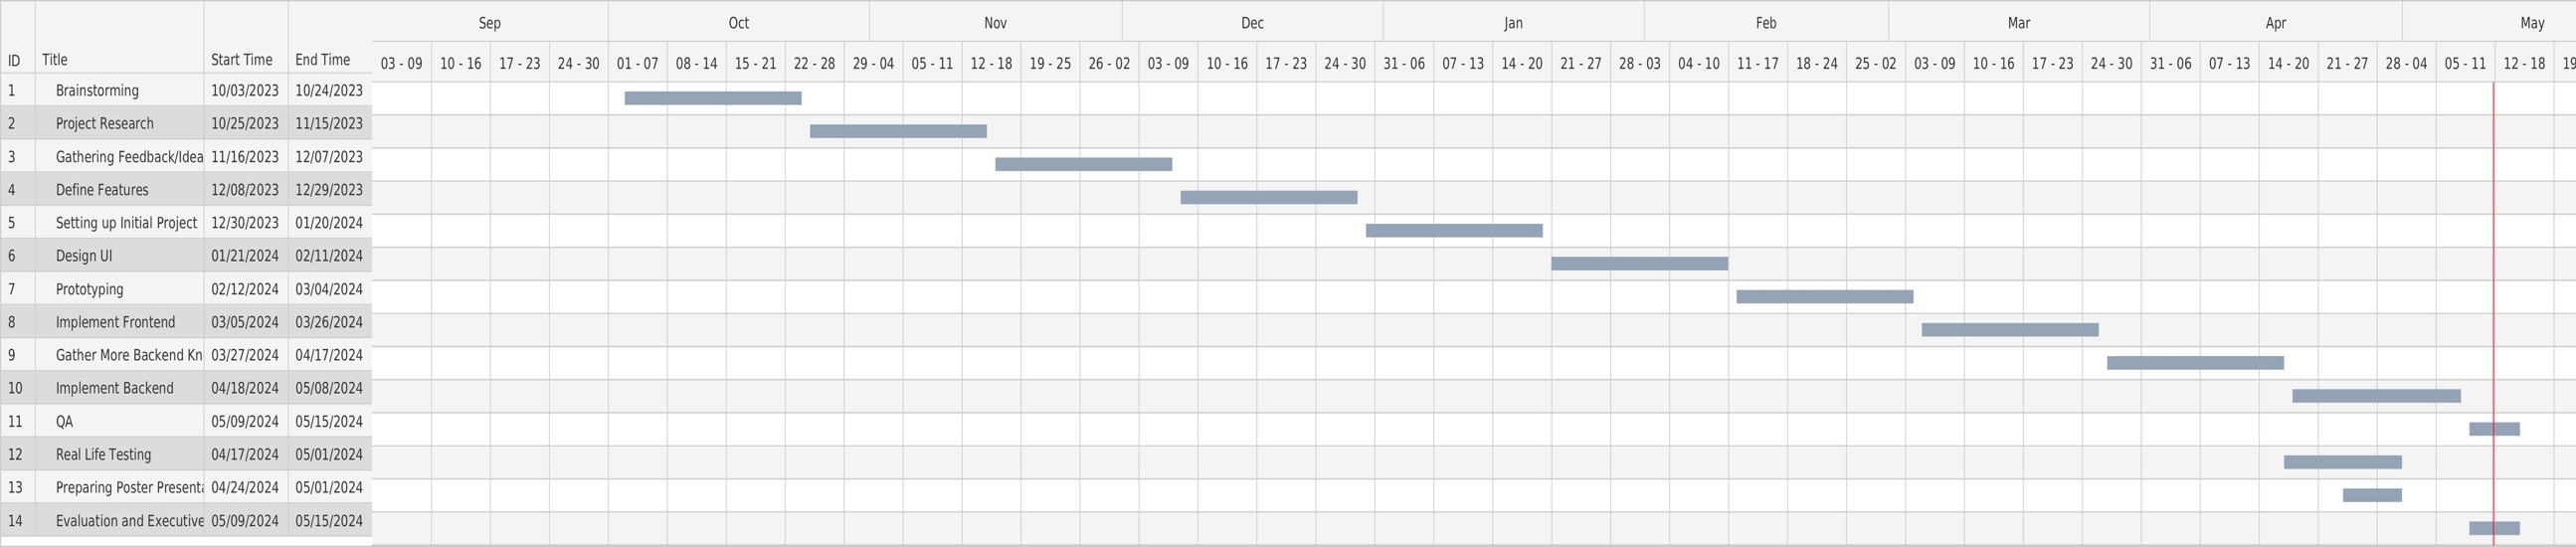 Sep Oct Nov Dec Jan Feb Mar Apr May
ID Title Start Time End Time 03 - 09 10 - 16 17 - 23 24 - 30 01 - 07 08 - 14 15 - 21 22 - 28 29 - 04 05 - 11 12 - 18 19 - 25 26 - 02 03 - 09 10 - 16 17 - 23 24 - 30 31 - 06 07 - 13 14 - 20 21 - 27 28 - 03 04 - 10 11 - 17 18 - 24 25 - 02 03 - 09 10 - 16 17 - 23 24 - 30 31 - 06 07 - 13 14 - 20 21 - 27 28 - 04 05 - 11 12 - 18 19
1 Brainstorming 10/03/2023 10/24/2023
2 Project Research 10/25/2023 11/15/2023
3 Gathering Feedback/Idea 11/16/2023 12/07/2023
4 Define Features 12/08/2023 12/29/2023
5 Setting up Initial Project 12/30/2023 01/20/2024
6 Design UI 01/21/2024 02/11/2024
7 Prototyping 02/12/2024 03/04/2024
8 Implement Frontend 03/05/2024 03/26/2024
9 Gather More Backend Kn 03/27/2024 04/17/2024
10 Implement Backend 04/18/2024 05/08/2024
11 QA 05/09/2024 05/15/2024
12 Real Life Testing 04/17/2024 05/01/2024
13 Preparing Poster Presenta 04/24/2024 05/01/2024
14 Evaluation and Executive 05/09/2024 05/15/2024